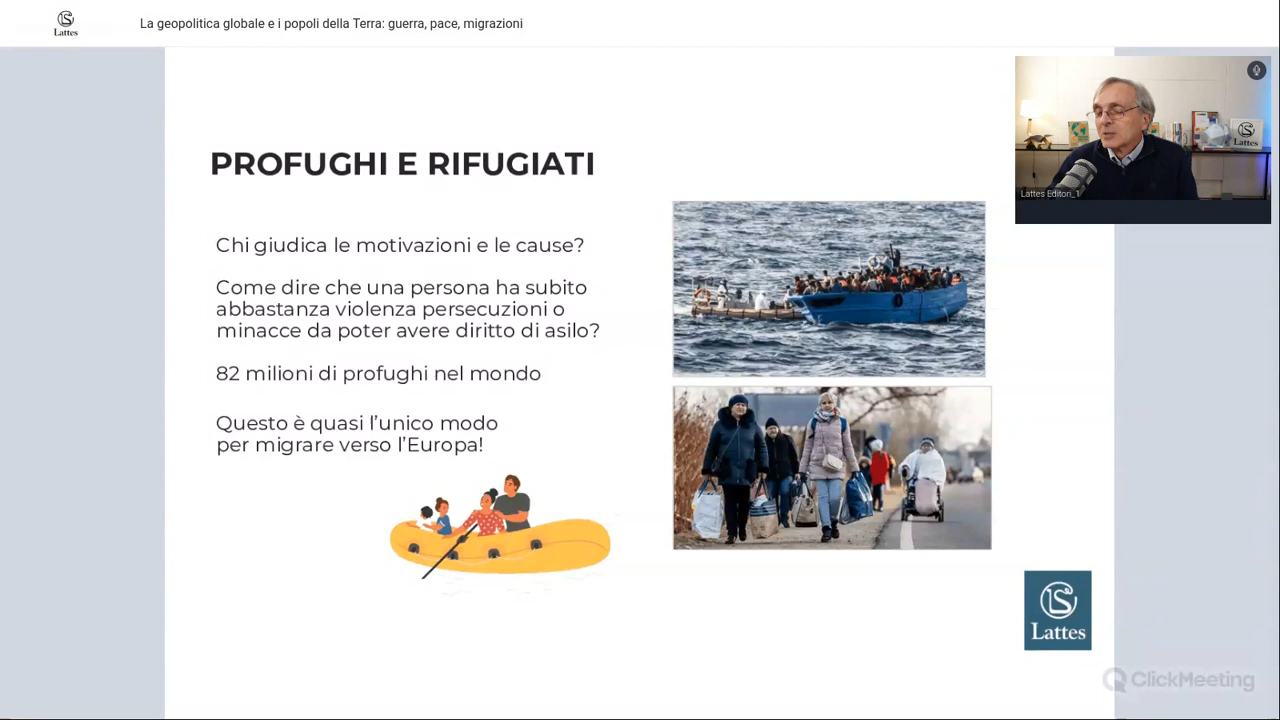 Lattes
La geopolitica globale e i popoli della Terra: guerra, pace, migrazioni
PROFUGHI E RIFUGIATI
Chi giudica le motivazioni e le cause?
Come dire che una persona ha subito
abbastanza violenza persecuzioni o
minacce da poter avere diritto di asilo?
82 milioni di profughi nel mondo
Questo è quasi l’unico modo
per migrare verso l’Europa!
Lattes
Lattes Editori_1
Lattes
ClickMeeting